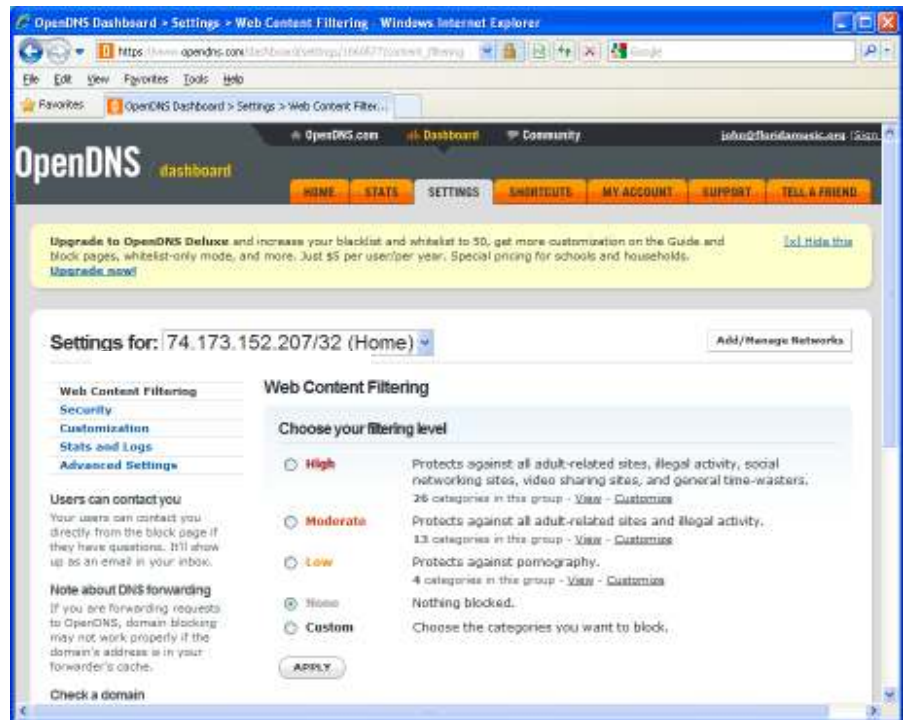 OpenDNS Dashboard > Settings > Web Content Filtering - Windows Internet Explorer
Google
File Edit View Favorites Tools Help
Favorites OpenDNS Dashboard > Settings > Web Content Filter...
OpenDNS.com Dashboard Community john@floridamusic.org (Sign
OpenDNS dashboard
HOME STATS SETTINGS SHORTCUTS MY ACCOUNT SUPPORT TELL A FRIEND
Upgrade to OpenDNS Deluxe and increase your blacklist and whitelist to 50, get more customization on the Guide and [x] Hide this
block pages, whitelist-only mode, and more. Just $5 per user/per year. Special pricing for schools and households.
Upgrade now!
Settings for: 74.173.152.207/32 (Home) Add/Manage Networks
Web Content Filtering
Security
Customization
Stats and Logs
Advanced Settings
Users can contact you
Your users can contact you
directly from the block page if
they have questions. It'll show
up as an email in your inbox.
Note about DNS forwarding
If you are forwarding requests
to OpenDNS, domain blocking
may not work properly if the
domain's address is in your
forwarder's cache.
Check a domain
Web Content Filtering
Choose your filtering level
High Protects against all adult-related sites, illegal activity, social
networking sites, video sharing sites, and general time-wasters.
26 categories in this group - View - Customize
Moderate Protects against all adult-related sites and illegal activity.
13 categories in this group - View - Customize
Low Protects against pornography.
4 categories in this group - View - Customize
None Nothing blocked.
Custom Choose the categories you want to block.
APPLY